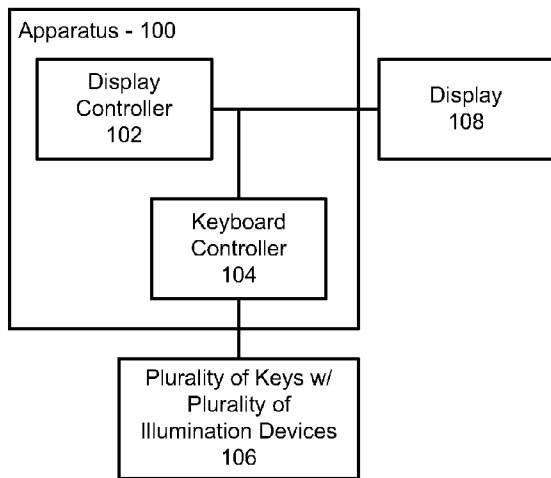 Apparatus - 100
Display
Controller
102
Display
108
Keyboard
Controller
104
Plurality of Keys w/
Plurality of
Illumination Devices
106